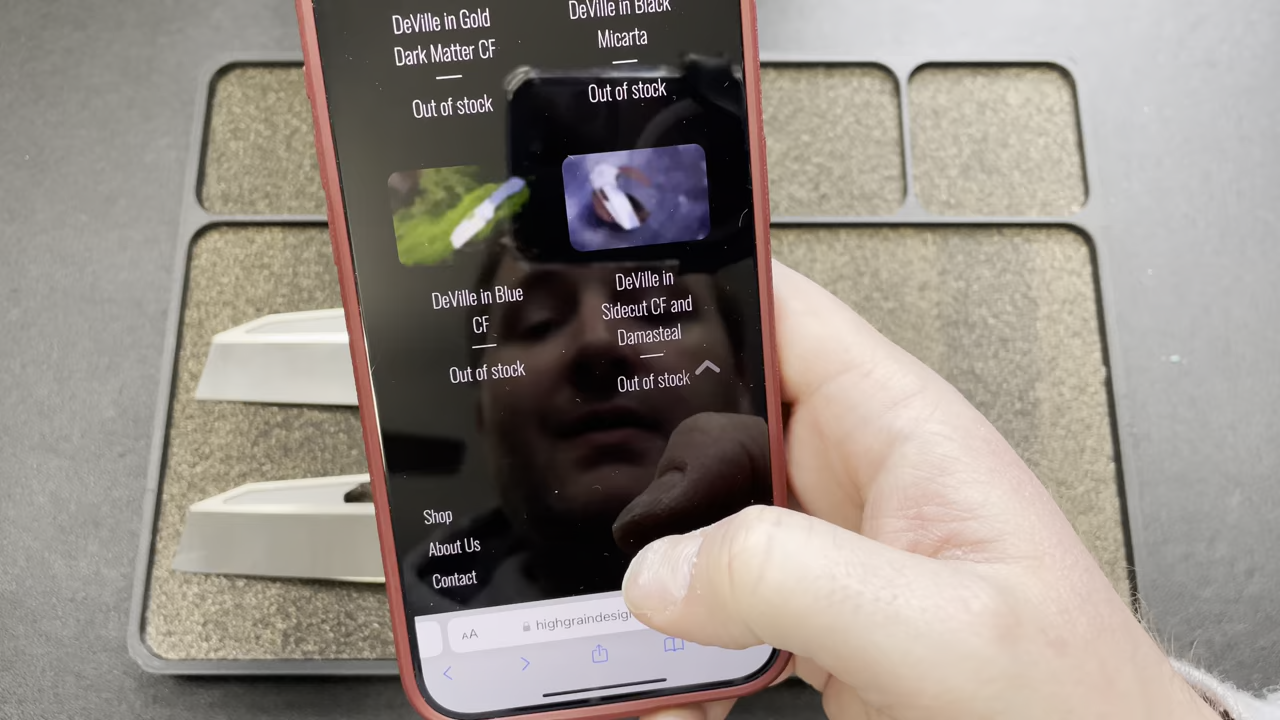 DeVille in Gold
Dark Matter CF
Out of stock
DeVille in Black
Micarta
Out of stock
DeVille in Blue
CF
Out of stock
DeVille in
Sidecut CF and
Damasteal
Out of stock
Shop
About Us
Contact
AA
highgraindesign